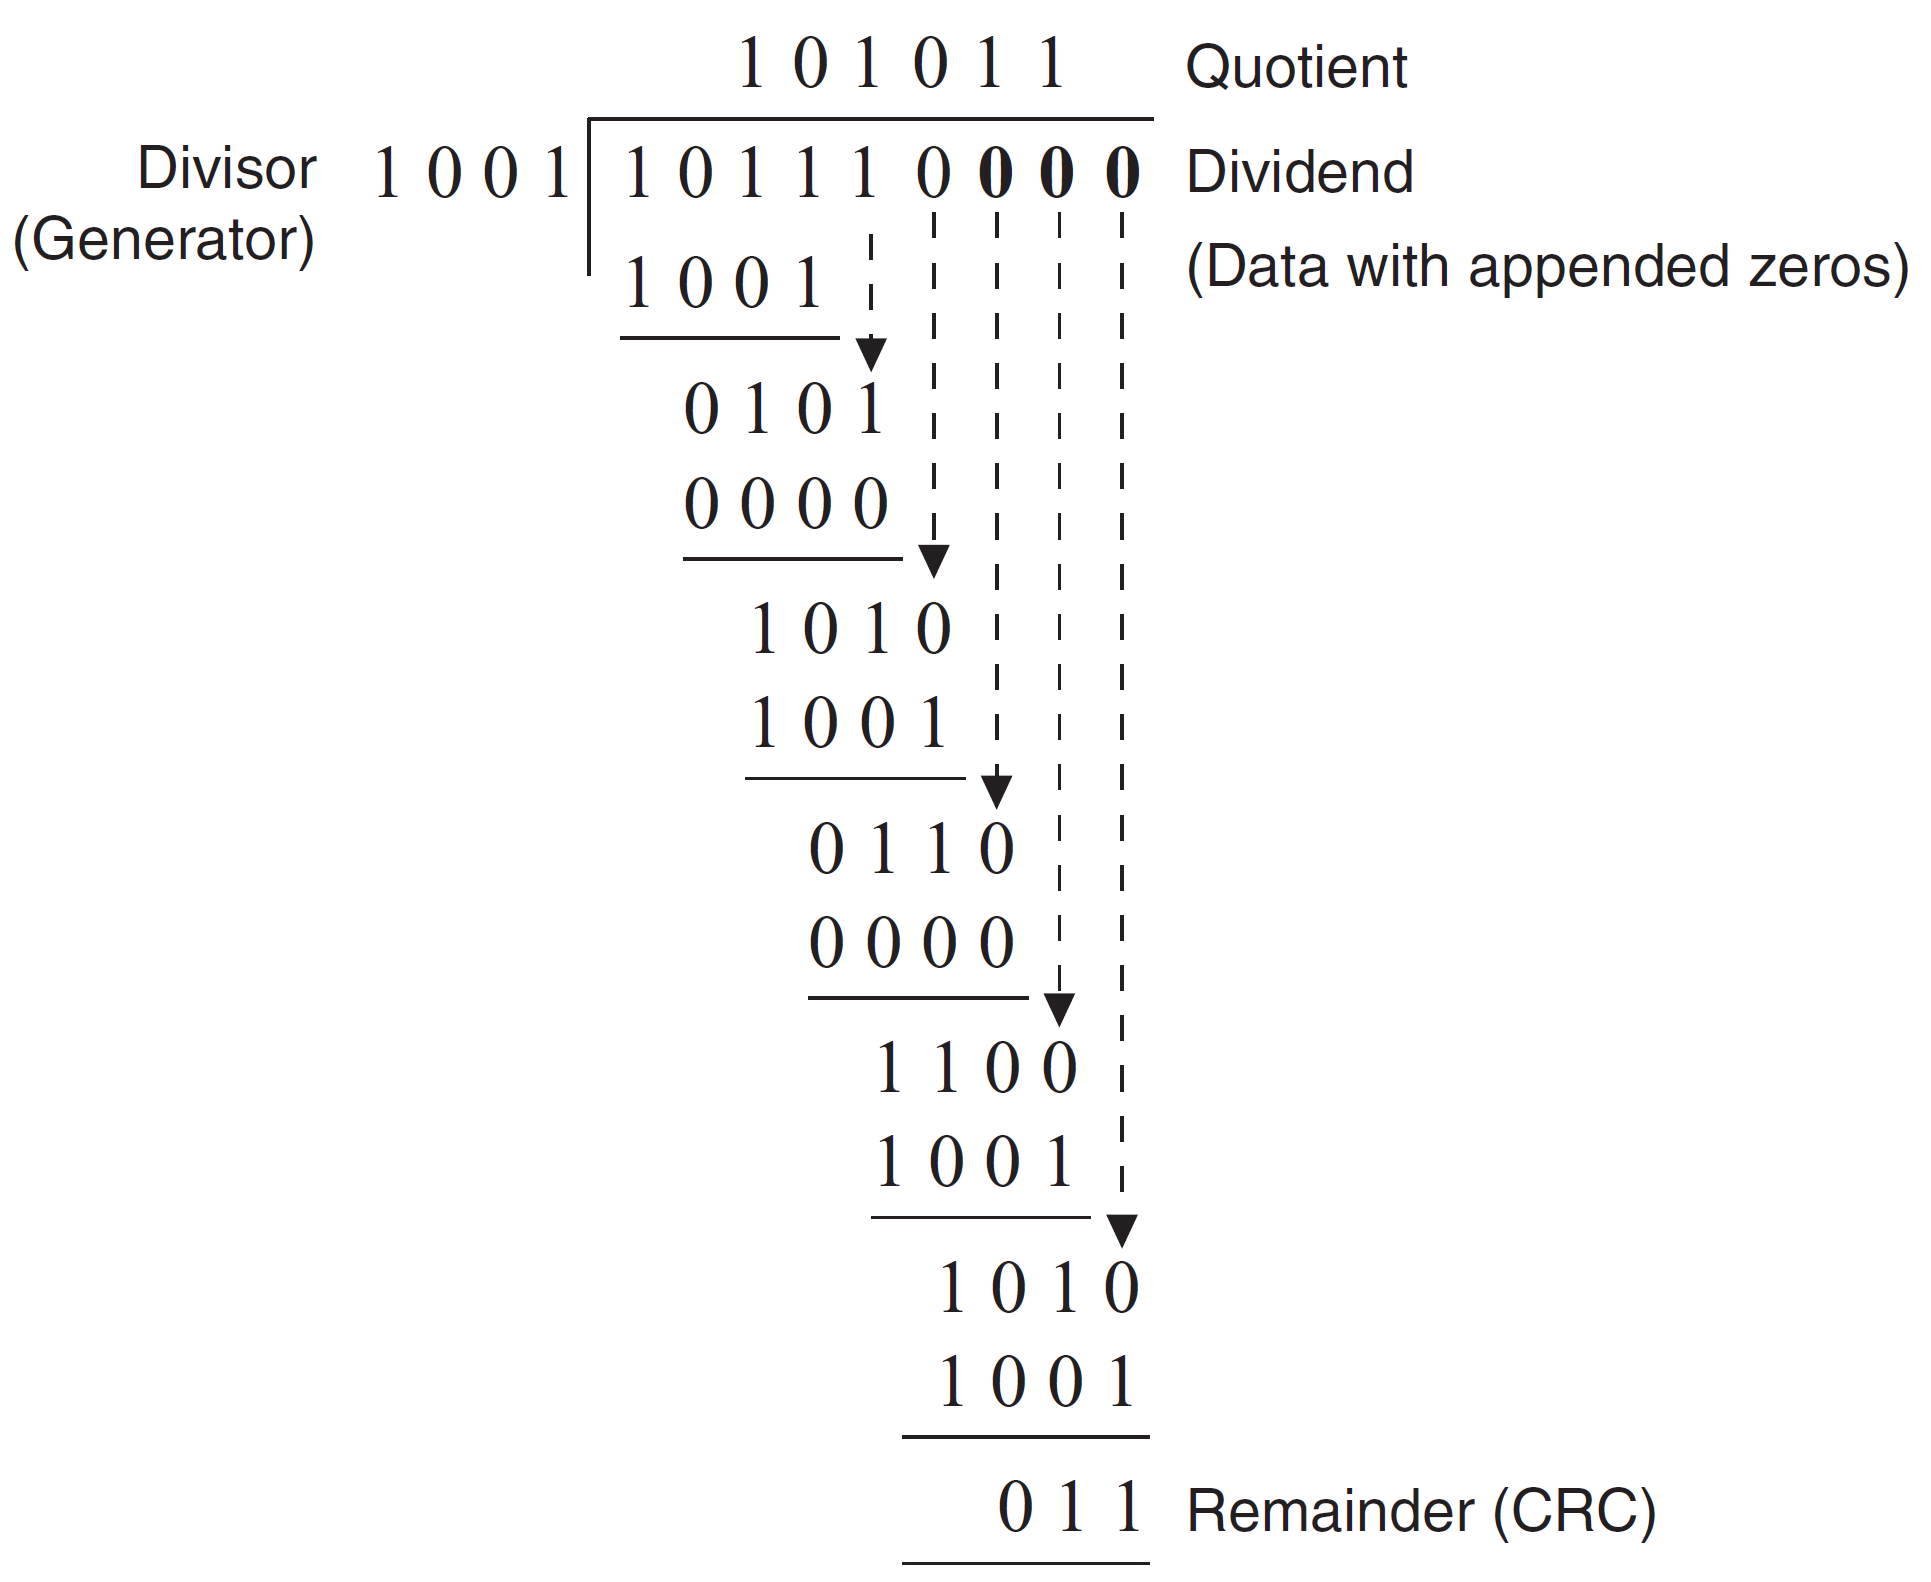 1 0 1 0 1 1 Quotient
Divisor 1 0 0 1 1 0 1 1 1 0 0 0 0 Dividend
(Generator)
(Data with appended zeros)
1 0 0 1
0 1 0 1
0 0 0 0
1 0 1 0
1 0 0 1
0 1 1 0
0 0 0 0
1 1 0 0
1 0 0 1
1 0 1 0
1 0 0 1
0 1 1 Remainder (CRC)